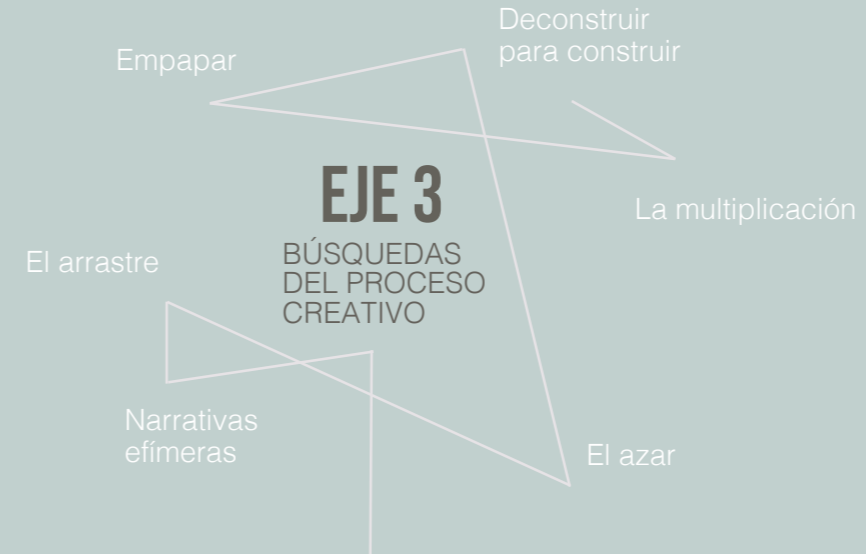 Deconstruir
para construir
Empapar
EJE 3
BÚSQUEDAS
DEL PROCESO
CREATIVO
La multiplicación
El arrastre
Narrativas
efímeras
El azar